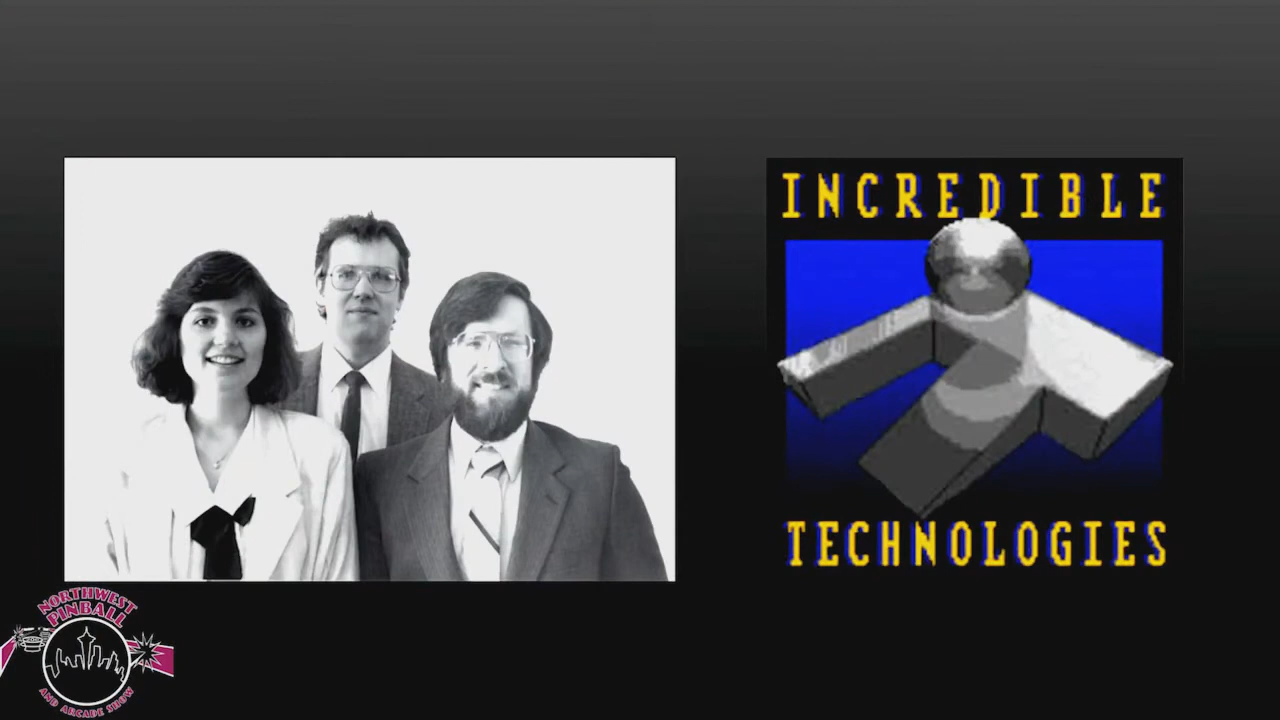 INCREDIBLE
TECHNOLOGIES
NORTHWEST
PINBALL
AND ARCADE SHOW